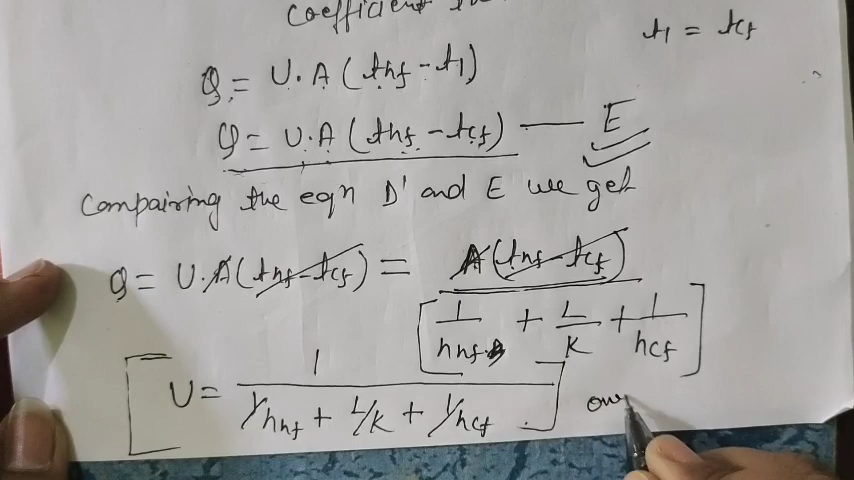 coefficient
t1 = tcf
Q = U.A (thf - t1)
Q = U.A (thf - tcf) — E
Compairing the eqn D' and E we get
Q = U.A (thf - tcf) = A (thf - tcf) / [1/hhf + L/K + 1/hcf]
[U = 1 / (1/hhf + L/K + 1/hcf)]